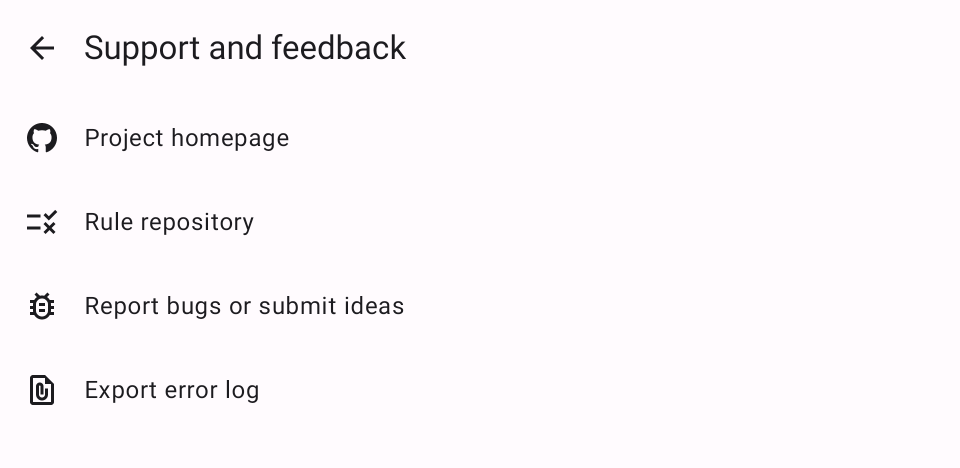 Support and feedback
Project homepage
Rule repository
Report bugs or submit ideas
Export error log